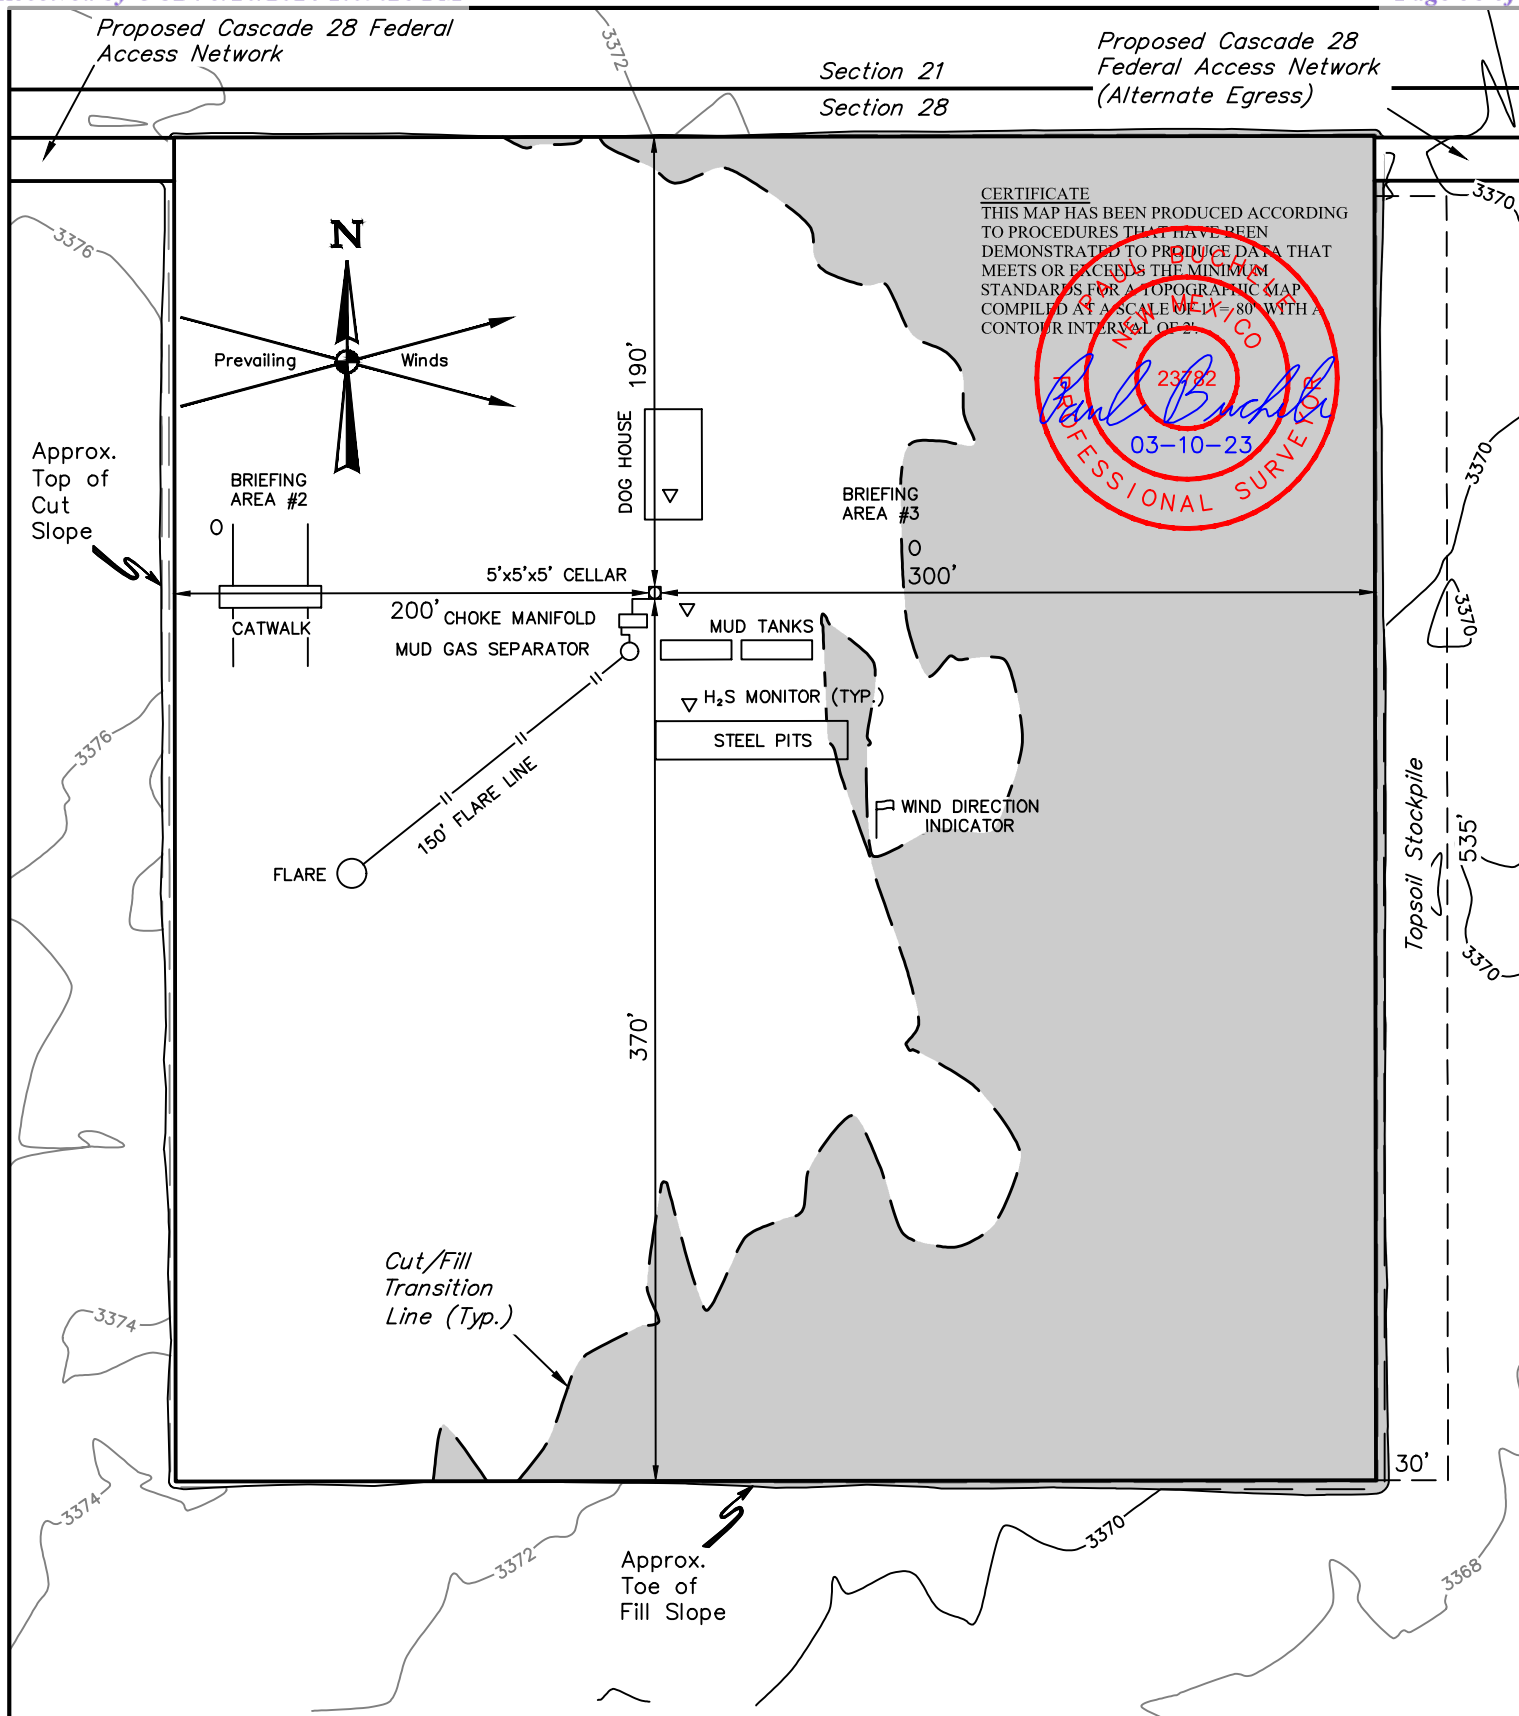 Proposed Cascade 28 Federal
Access Network
3372
Section 21
Section 28
Proposed Cascade 28
Federal Access Network
(Alternate Egress)
3370
3376
CERTIFICATE
THIS MAP HAS BEEN PRODUCED ACCORDING
TO PROCEDURES THAT HAVE BEEN
DEMONSTRATED TO PRODUCE DATA THAT
MEETS OR EXCEEDS THE MINIMUM
STANDARDS FOR A TOPOGRAPHIC MAP
COMPILED AT A SCALE OF 1" = 80' WITH A
CONTOUR INTERVAL OF 2'.
PAUL BUCHELE
NEW MEXICO
23782
Paul Buchele
03-10-23
PROFESSIONAL SURVEYOR
N
Prevailing Winds
190'
DOG HOUSE
Approx.
Top of
Cut
Slope
BRIEFING
AREA #2
O
BRIEFING
AREA #3
O
3370
5'x5'x5' CELLAR
300'
200'
CHOKE MANIFOLD
CATWALK
MUD TANKS
MUD GAS SEPARATOR
3370
H₂S MONITOR (TYP.)
STEEL PITS
3376
150' FLARE LINE
WIND DIRECTION
INDICATOR
FLARE
Topsoil Stockpile
535'
3370
370'
Cut/Fill
Transition
Line (Typ.)
3374
30'
3374
3372
3370
3368
Approx.
Toe of
Fill Slope